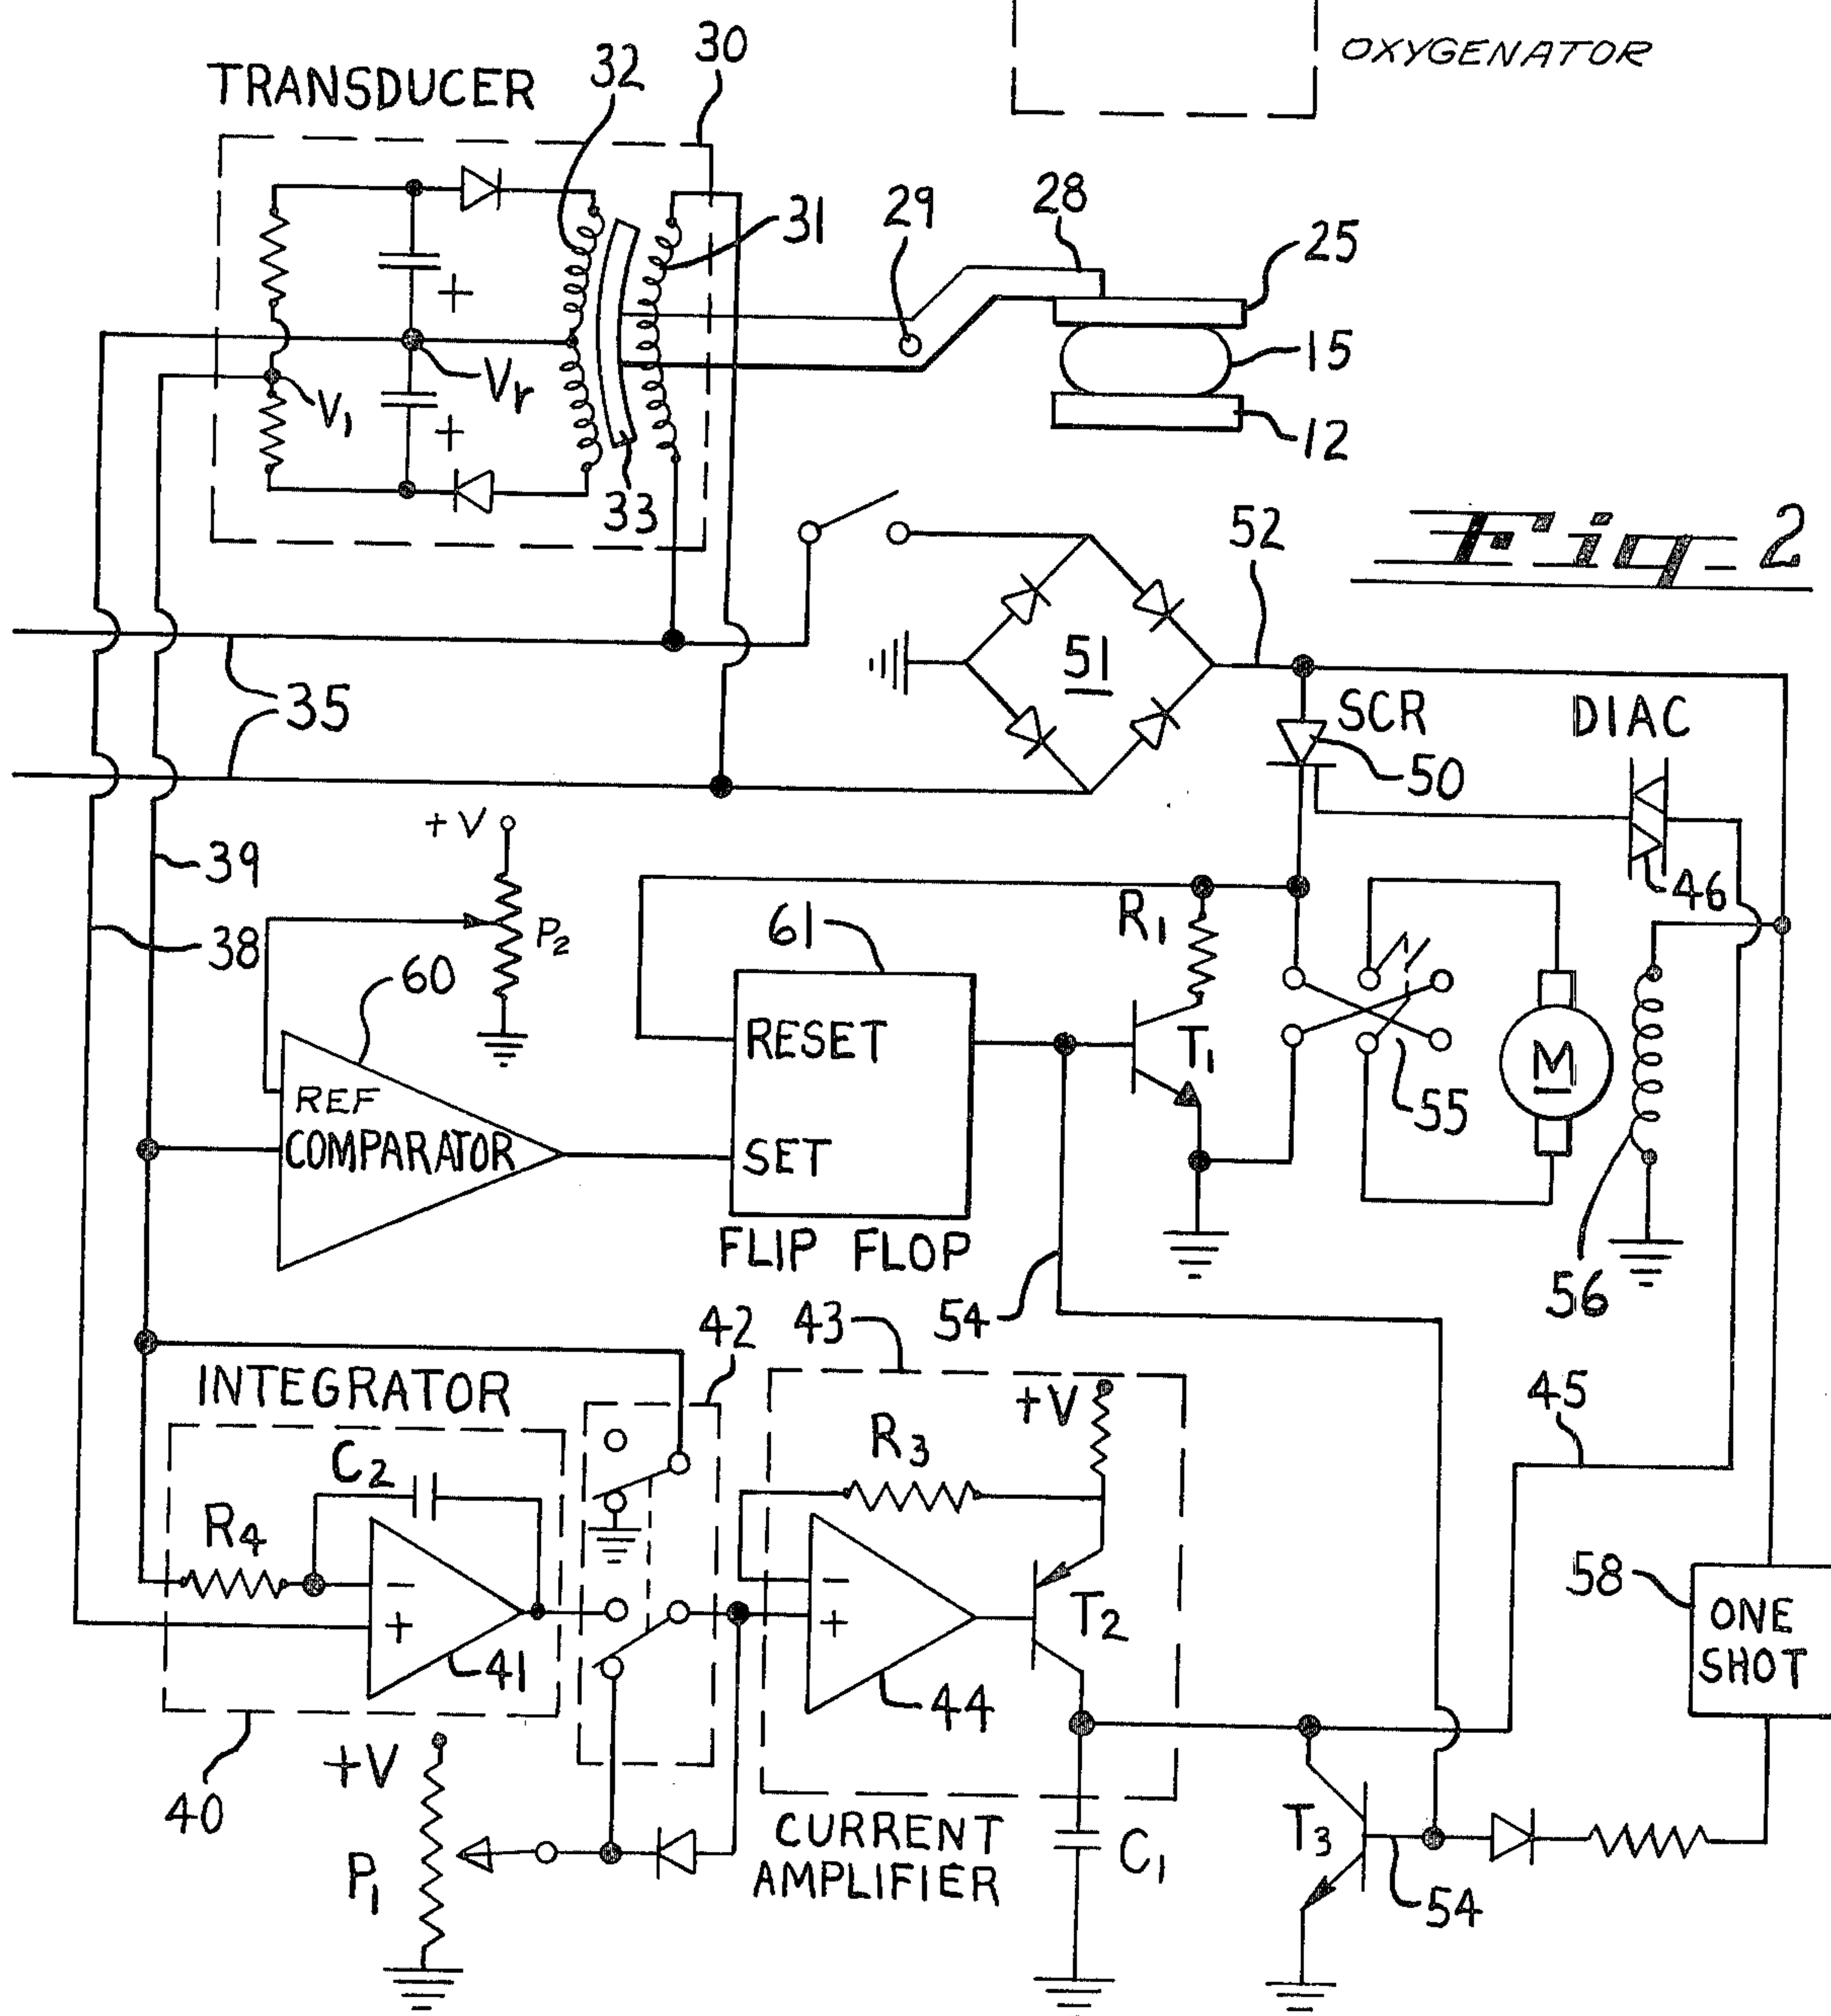 OXYGENATOR
TRANSDUCER
30
32
31
29
28
25
15
12
Vr
V1
+
+
33
Fig-2
52
51
35
SCR
50
DIAC
46
+V
P2
39
38
60
61
R1
T1
REF
COMPARATOR
RESET
SET
FLIP FLOP
M
55
56
54
42
43
45
INTEGRATOR
C2
R4
−
+
41
40
+V
R3
−
+
44
T2
58
ONE
SHOT
+V
P1
CURRENT
AMPLIFIER
C1
T3
54